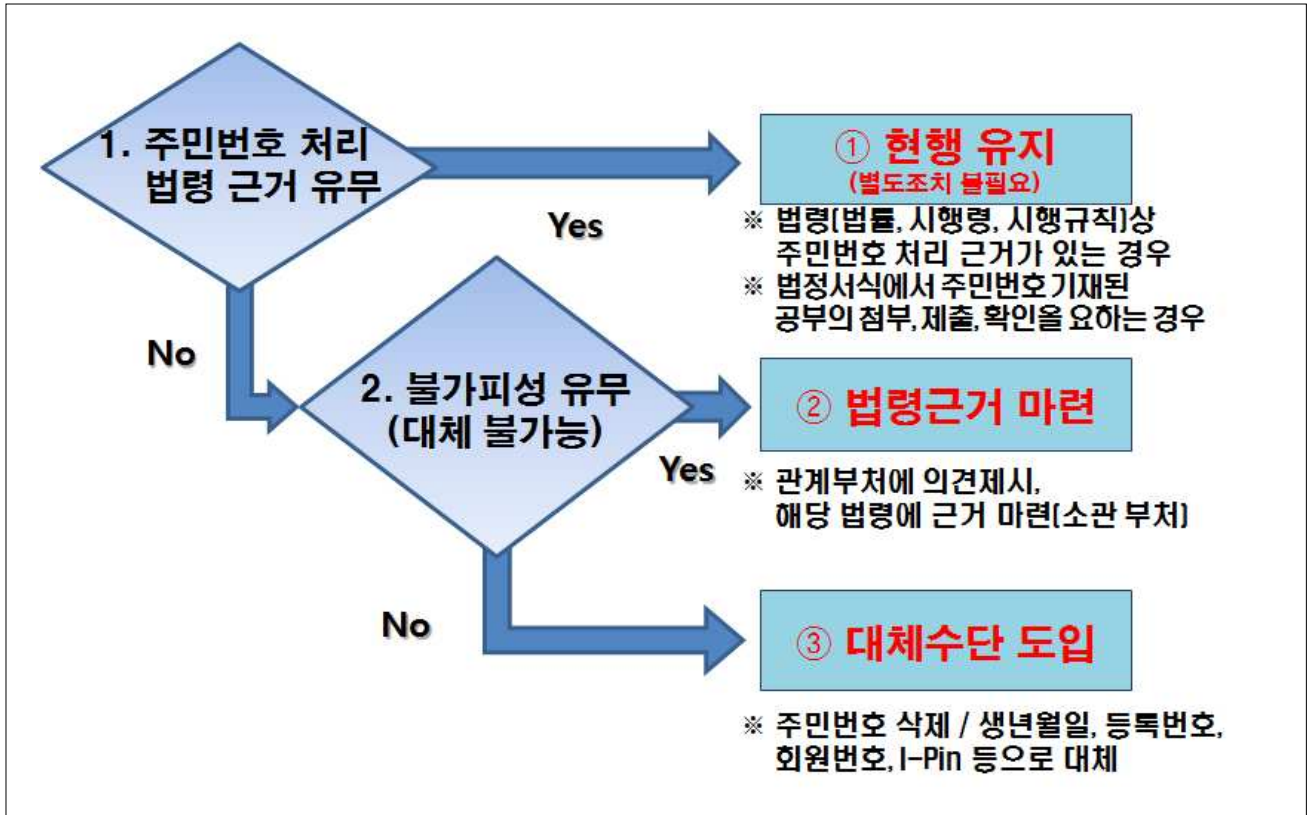 1. 주민번호 처리
법령 근거 유무
Yes
① 현행 유지
(별도조치 불필요)
※ 법령(법률, 시행령, 시행규칙)상
주민번호 처리 근거가 있는 경우
※ 법정서식에서 주민번호 기재된
공부의 첨부, 제출, 확인을 요하는 경우
No
2. 불가피성 유무
(대체 불가능)
Yes
② 법령근거 마련
※ 관계부처에 의견제시,
해당 법령에 근거 마련(소관 부처)
No
③ 대체수단 도입
※ 주민번호 삭제 / 생년월일, 등록번호,
회원번호, I-Pin 등으로 대체